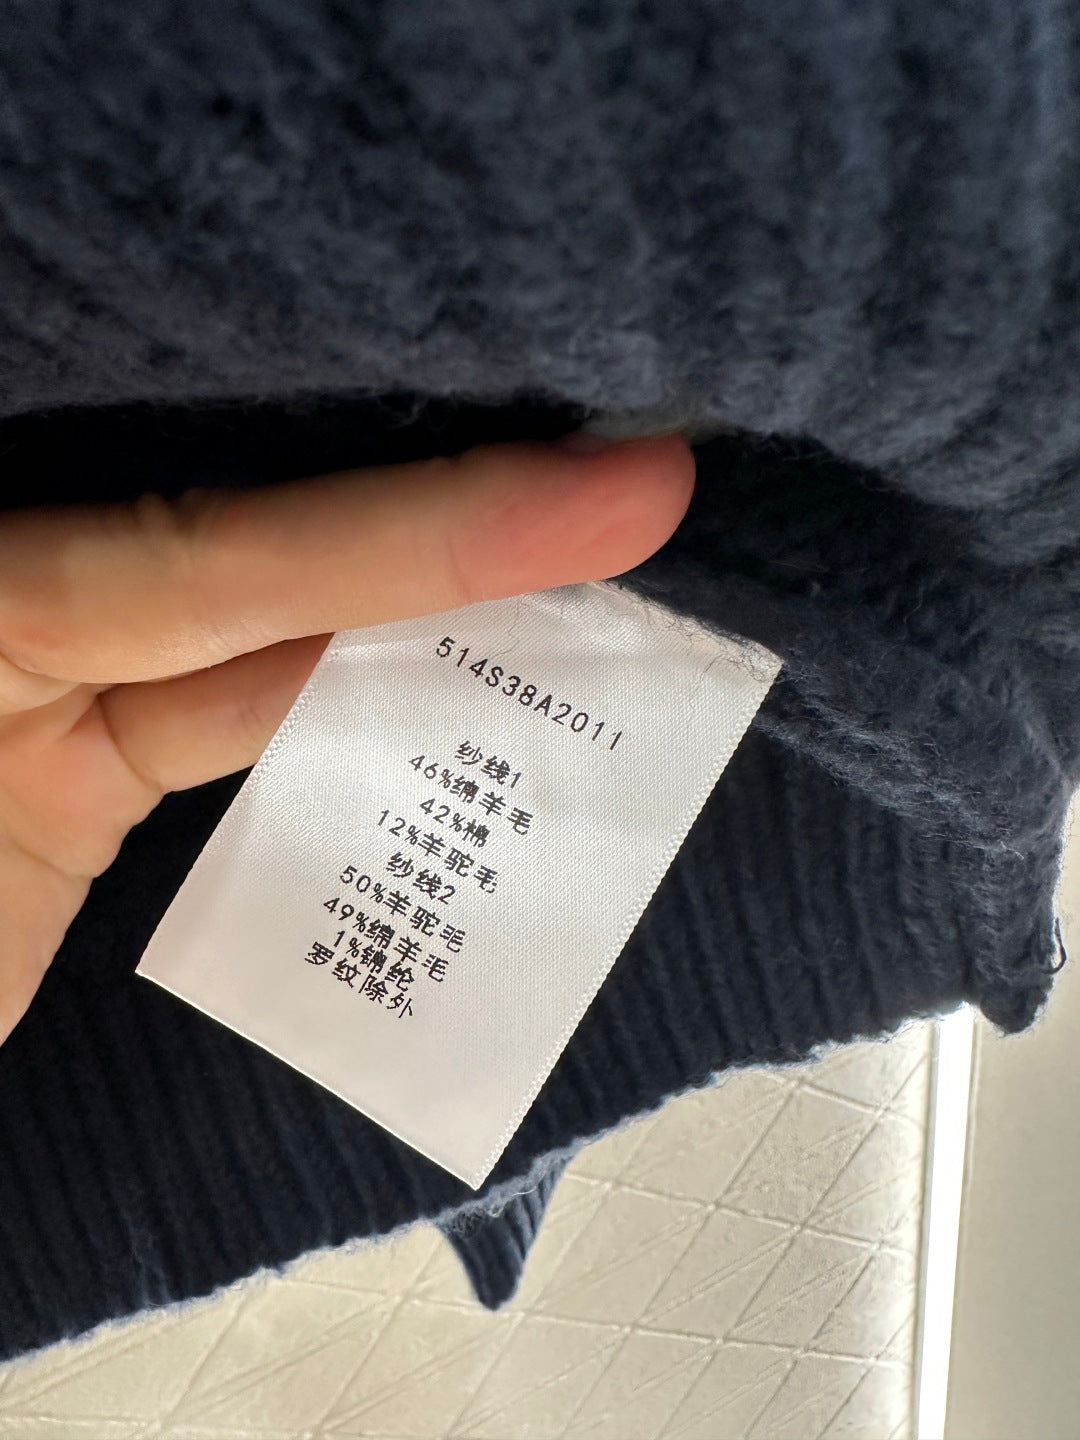 514S38A2011
纱线1
46%绵羊毛
42%棉
12%羊驼毛
纱线2
50%羊驼毛
49%绵羊毛
1%锦纶
罗纹除外